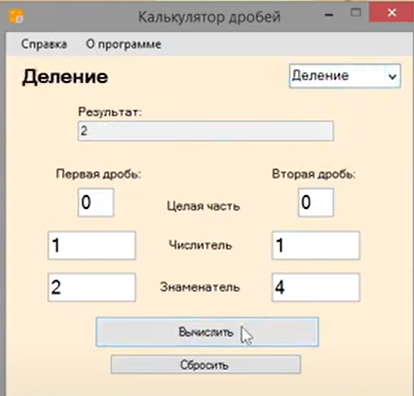 Калькулятор дробей
Справка О программе
Деление Деление
Результат:
2
Первая дробь: Вторая дробь:
0 Целая часть 0
1 Числитель 1
2 Знаменатель 4
Вычислить
Сбросить